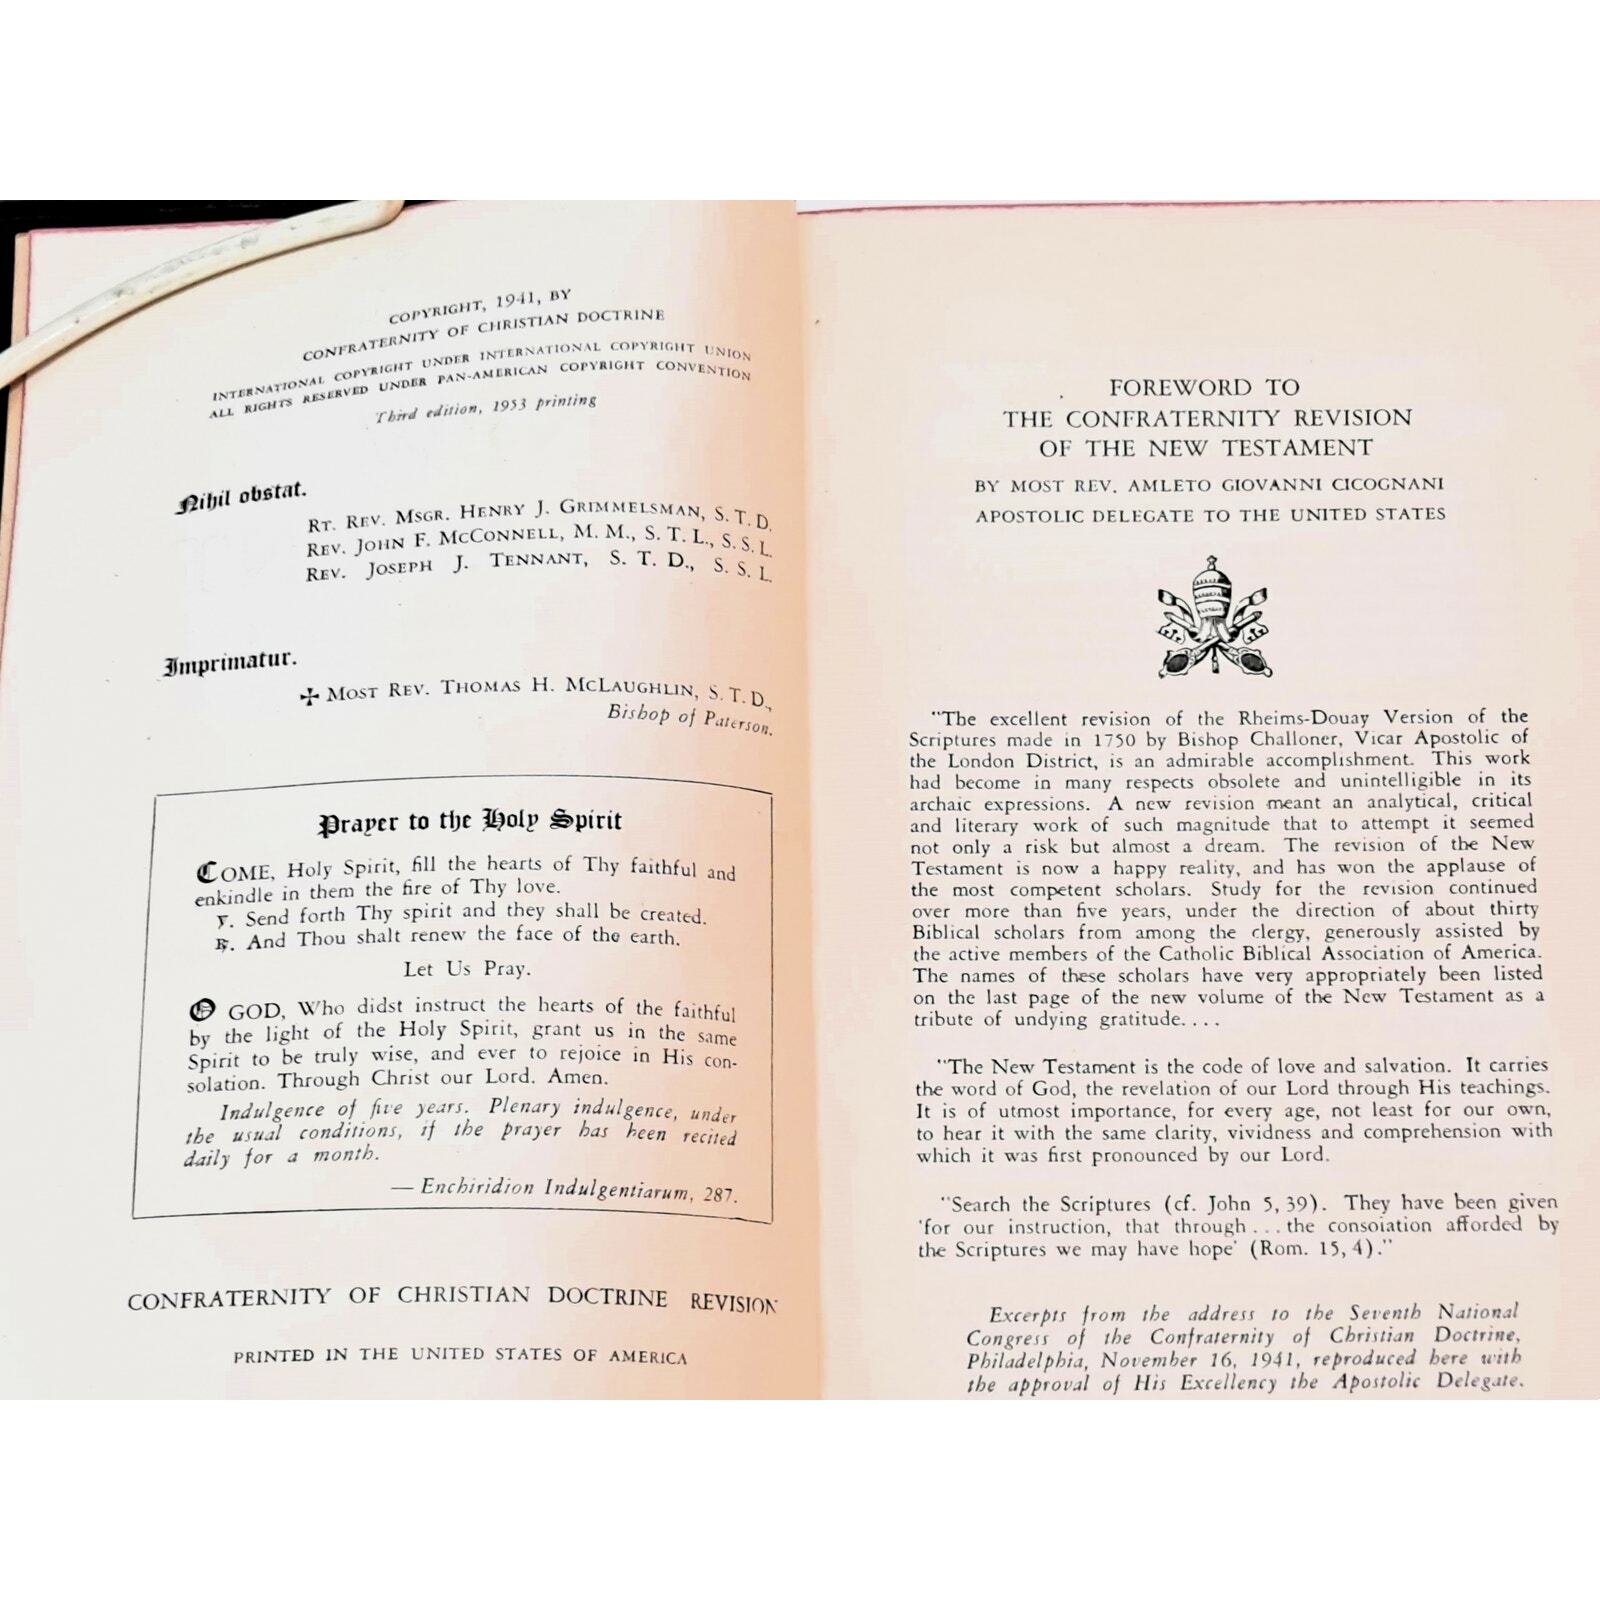 COPYRIGHT, 1941, BY
CONFRATERNITY OF CHRISTIAN DOCTRINE
INTERNATIONAL COPYRIGHT UNDER INTERNATIONAL COPYRIGHT UNION
ALL RIGHTS RESERVED UNDER PAN-AMERICAN COPYRIGHT CONVENTION
Third edition, 1953 printing
Nihil obstat.
RT. REV. MSGR. HENRY J. GRIMMELSMAN, S. T. D.
REV. JOHN F. MCCONNELL, M. M., S. T. L., S. S. L.
REV. JOSEPH J. TENNANT, S. T. D., S. S. L.
Imprimatur.
✠ MOST REV. THOMAS H. MCLAUGHLIN, S. T. D.,
Bishop of Paterson.
Prayer to the Holy Spirit
COME, Holy Spirit, fill the hearts of Thy faithful and
enkindle in them the fire of Thy love.
℣. Send forth Thy spirit and they shall be created.
℟. And Thou shalt renew the face of the earth.
Let Us Pray.
O GOD, Who didst instruct the hearts of the faithful
by the light of the Holy Spirit, grant us in the same
Spirit to be truly wise, and ever to rejoice in His con-
solation. Through Christ our Lord. Amen.
Indulgence of five years. Plenary indulgence, under
the usual conditions, if the prayer has been recited
daily for a month.
— Enchiridion Indulgentiarum, 287.
CONFRATERNITY OF CHRISTIAN DOCTRINE REVISION
PRINTED IN THE UNITED STATES OF AMERICA
FOREWORD TO
THE CONFRATERNITY REVISION
OF THE NEW TESTAMENT
BY MOST REV. AMLETO GIOVANNI CICOGNANI
APOSTOLIC DELEGATE TO THE UNITED STATES
"The excellent revision of the Rheims-Douay Version of the
Scriptures made in 1750 by Bishop Challoner, Vicar Apostolic of
the London District, is an admirable accomplishment. This work
had become in many respects obsolete and unintelligible in its
archaic expressions. A new revision meant an analytical, critical
and literary work of such magnitude that to attempt it seemed
not only a risk but almost a dream. The revision of the New
Testament is now a happy reality, and has won the applause of
the most competent scholars. Study for the revision continued
over more than five years, under the direction of about thirty
Biblical scholars from among the clergy, generously assisted by
the active members of the Catholic Biblical Association of America.
The names of these scholars have very appropriately been listed
on the last page of the new volume of the New Testament as a
tribute of undying gratitude. . . .
"The New Testament is the code of love and salvation. It carries
the word of God, the revelation of our Lord through His teachings.
It is of utmost importance, for every age, not least for our own,
to hear it with the same clarity, vividness and comprehension with
which it was first pronounced by our Lord.
"Search the Scriptures (cf. John 5, 39). They have been given
'for our instruction, that through . . . the consolation afforded by
the Scriptures we may have hope' (Rom. 15, 4)."
Excerpts from the address to the Seventh National
Congress of the Confraternity of Christian Doctrine,
Philadelphia, November 16, 1941, reproduced here with
the approval of His Excellency the Apostolic Delegate.